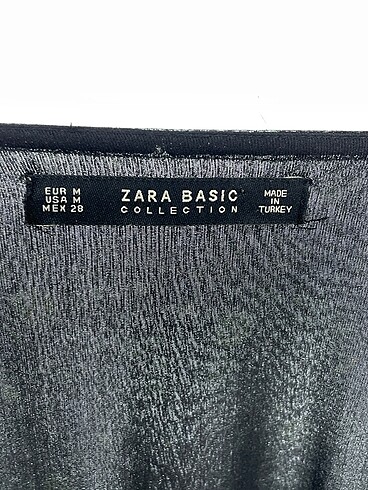 EUR M
USA M
MEX 28
ZARA BASIC
COLLECTION
MADE
IN
TURKEY